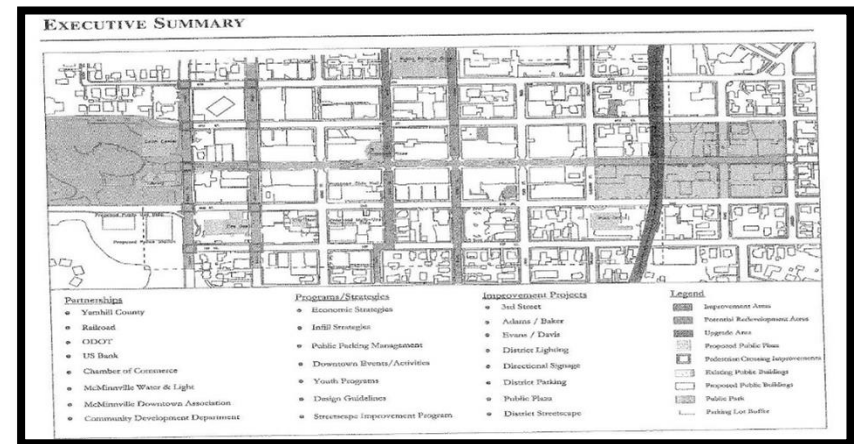 EXECUTIVE SUMMARY
Library
Proposed Police Station
Partnerships
Yamhill County
Railroad
ODOT
US Bank
Chamber of Commerce
McMinnville Water & Light
McMinnville Downtown Association
Community Development Department
Programs/Strategies
Economic Strategies
Infill Strategies
Public Parking Management
Downtown Events/Activities
Youth Programs
Design Guidelines
Streetscape Improvement Program
Improvement Projects
3rd Street
Adams / Baker
Evans / Davis
District Lighting
Directional Signage
District Parking
Public Plaza
District Streetscape
Legend
Improvement Areas
Potential Redevelopment Areas
Upgrade Area
Proposed Public Plaza
Pedestrian Crossing Improvements
Existing Public Buildings
Proposed Public Buildings
Public Park
Parking Lot Buffer